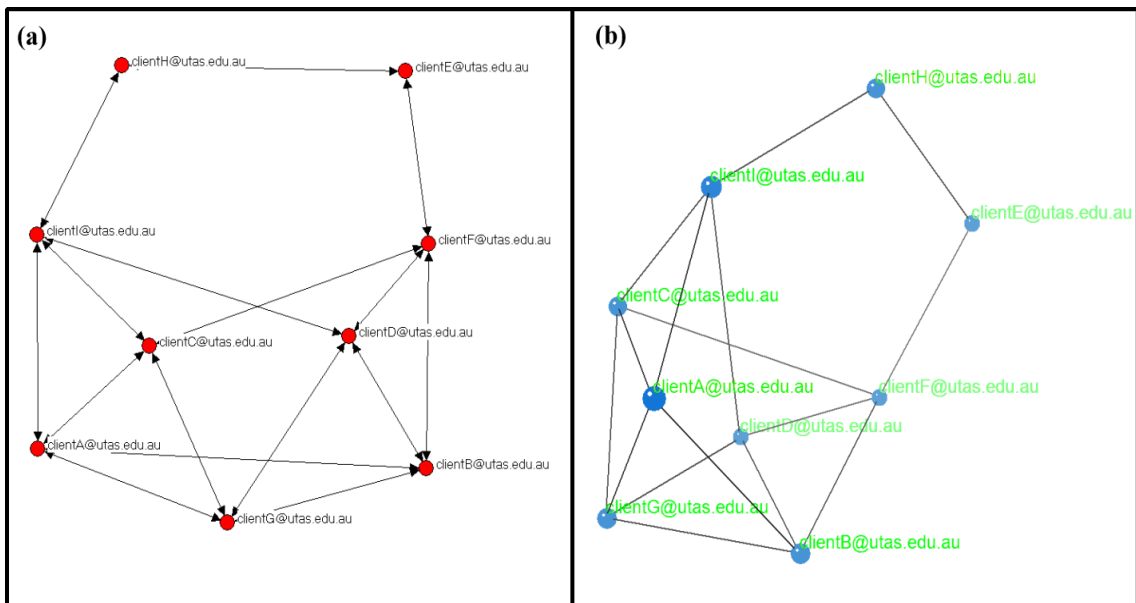 (a)
clientH@utas.edu.au
clientE@utas.edu.au
clientI@utas.edu.au
clientF@utas.edu.au
clientC@utas.edu.au
clientD@utas.edu.au
clientA@utas.edu.au
clientB@utas.edu.au
clientG@utas.edu.au
(b)
clientH@utas.edu.au
clientI@utas.edu.au
clientE@utas.edu.au
clientC@utas.edu.au
clientA@utas.edu.au
clientF@utas.edu.au
clientD@utas.edu.au
clientG@utas.edu.au
clientB@utas.edu.au